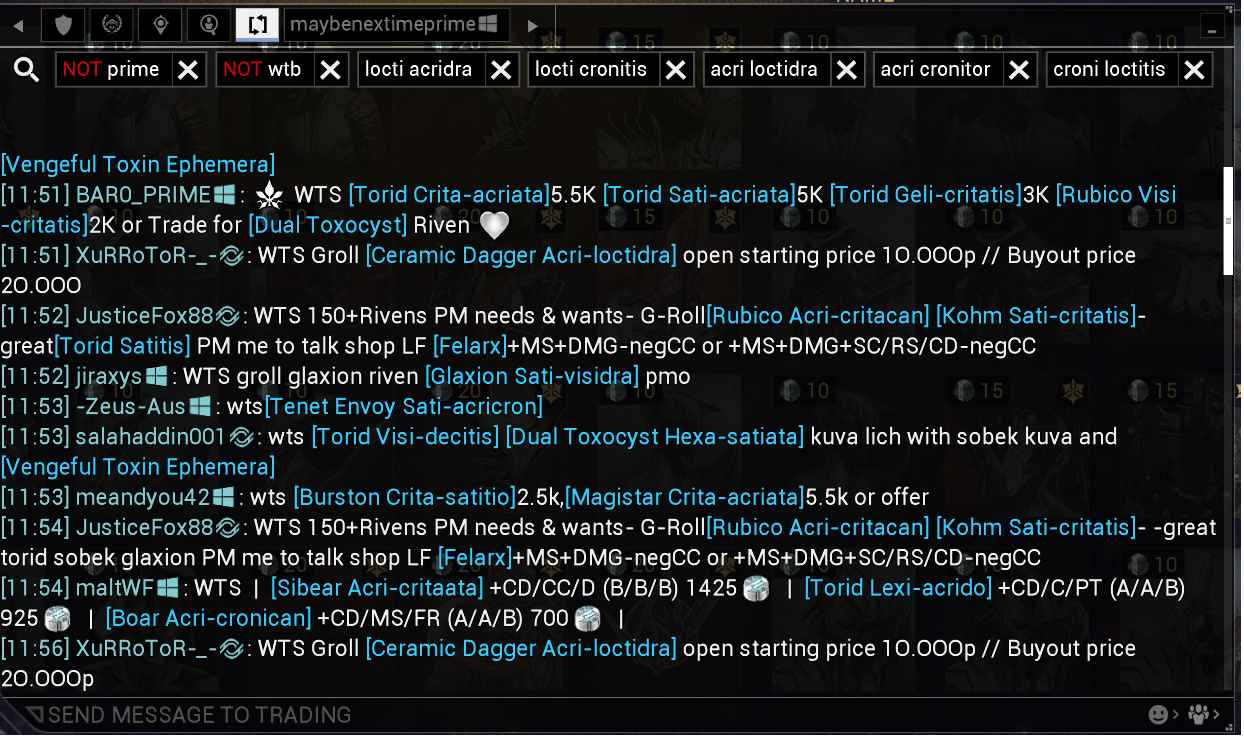 NAME
maybenextimeprime
NOT prime NOT wtb locti acridra locti cronitis acri loctidra acri cronitor croni loctitis
[Vengeful Toxin Ephemera]
[11:51] BARO_PRIME: WTS [Torid Crita-acriata]5.5K [Torid Sati-acriata]5K [Torid Geli-critatis]3K [Rubico Visi
-critatis]2K or Trade for [Dual Toxocyst] Riven
[11:51] XuRRoToR-_-: WTS Groll [Ceramic Dagger Acri-loctidra] open starting price 10.000p // Buyout price
20.000
[11:52] JusticeFox88: WTS 150+Rivens PM needs & wants- G-Roll[Rubico Acri-critacan] [Kohm Sati-critatis]-
great[Torid Satitis] PM me to talk shop LF [Felarx]+MS+DMG-negCC or +MS+DMG+SC/RS/CD-negCC
[11:52] jiraxys: WTS groll glaxion riven [Glaxion Sati-visidra] pmo
[11:53] -Zeus-Aus: wts[Tenet Envoy Sati-acricron]
[11:53] salahaddin001: wts [Torid Visi-decitis] [Dual Toxocyst Hexa-satiata] kuva lich with sobek kuva and
[Vengeful Toxin Ephemera]
[11:53] meandyou42: wts [Burston Crita-satitio]2.5k,[Magistar Crita-acriata]5.5k or offer
[11:54] JusticeFox88: WTS 150+Rivens PM needs & wants- G-Roll[Rubico Acri-critacan] [Kohm Sati-critatis]- -great
torid sobek glaxion PM me to talk shop LF [Felarx]+MS+DMG-negCC or +MS+DMG+SC/RS/CD-negCC
[11:54] maltWF: WTS | [Sibear Acri-critaata] +CD/CC/D (B/B/B) 1425 | [Torid Lexi-acrido] +CD/C/PT (A/A/B)
925 | [Boar Acri-cronican] +CD/MS/FR (A/A/B) 700 |
[11:56] XuRRoToR-_-: WTS Groll [Ceramic Dagger Acri-loctidra] open starting price 10.000p // Buyout price
20.000p
SEND MESSAGE TO TRADING